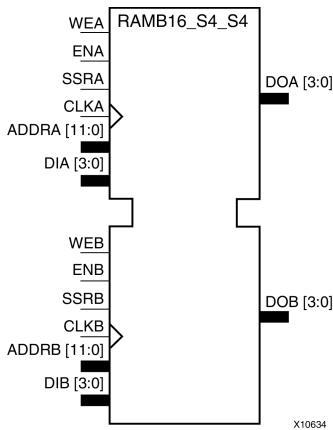 RAMB16_S4_S4
WEA
ENA
SSRA
CLKA
ADDRA [11:0]
DIA [3:0]
DOA [3:0]
WEB
ENB
SSRB
CLKB
ADDRB [11:0]
DIB [3:0]
DOB [3:0]
X10634